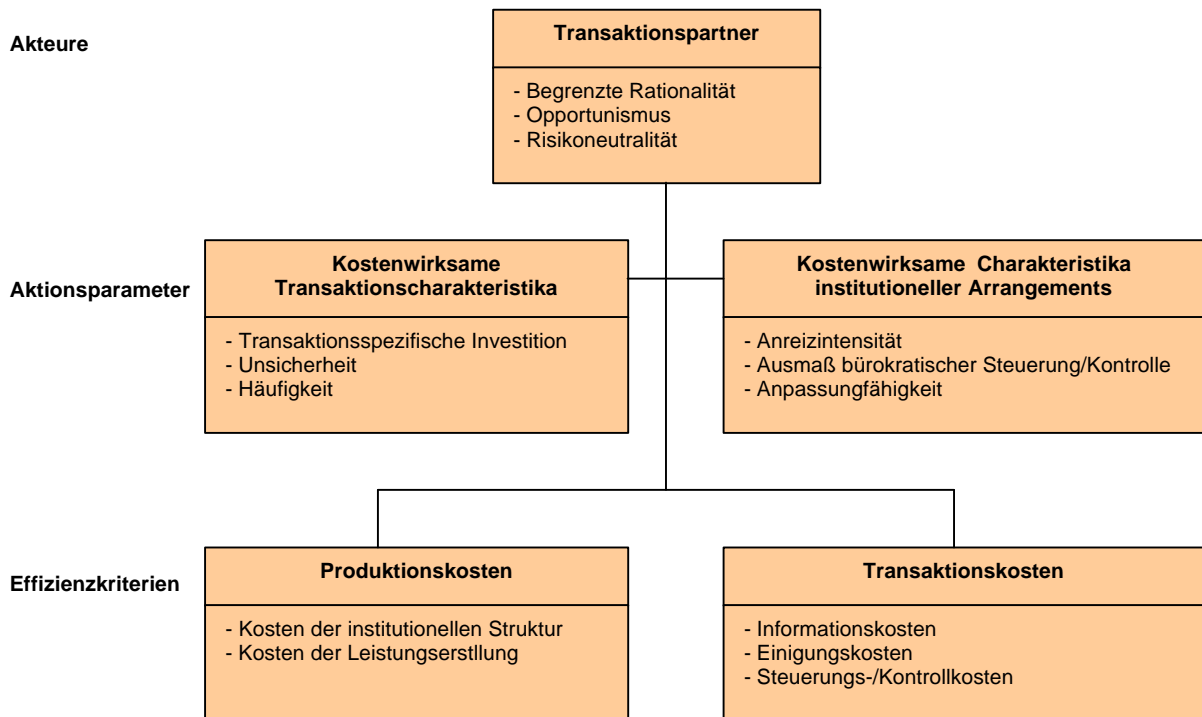 Akteure
Transaktionspartner
- Begrenzte Rationalität
- Opportunismus
- Risikoneutralität
Aktionsparameter
Kostenwirksame
Transaktionscharakteristika
- Transaktionsspezifische Investition
- Unsicherheit
- Häufigkeit
Kostenwirksame Charakteristika
institutioneller Arrangements
- Anreizintensität
- Ausmaß bürokratischer Steuerung/Kontrolle
- Anpassungfähigkeit
Effizienzkriterien
Produktionskosten
- Kosten der institutionellen Struktur
- Kosten der Leistungserstllung
Transaktionskosten
- Informationskosten
- Einigungskosten
- Steuerungs-/Kontrollkosten